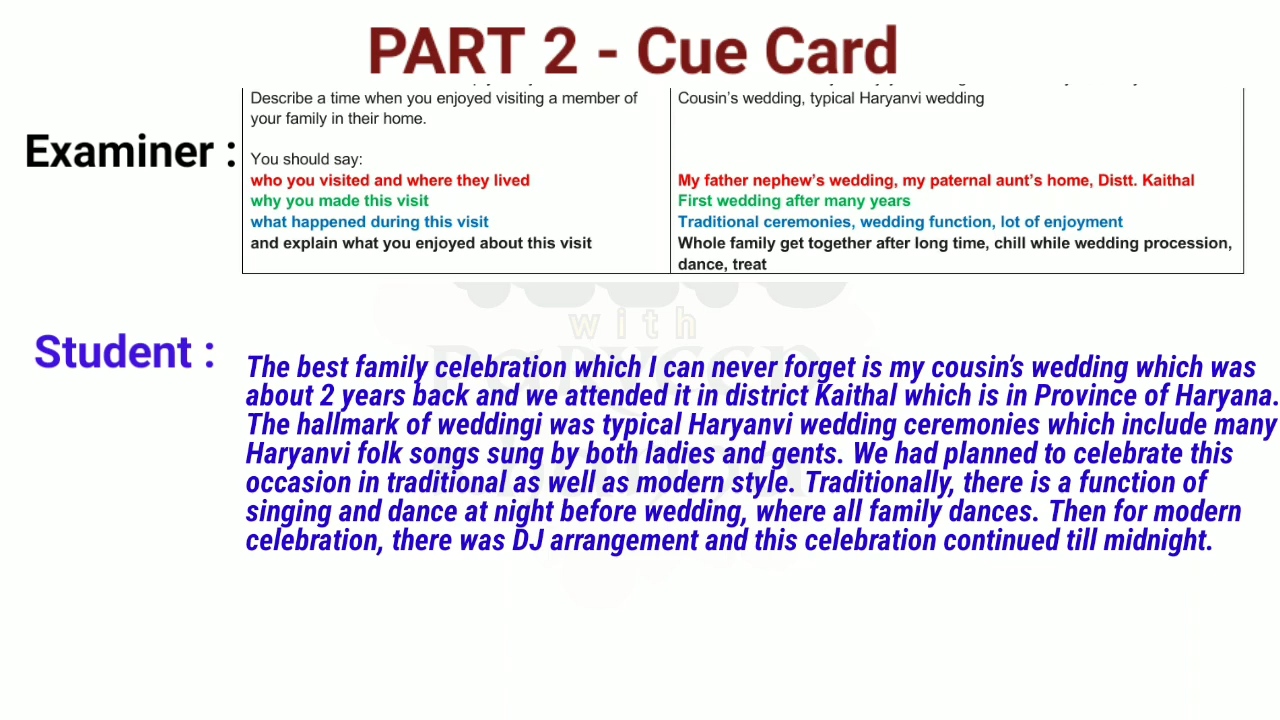 PART 2 - Cue Card
Examiner :
Describe a time when you enjoyed visiting a member of
your family in their home.
You should say:
who you visited and where they lived
why you made this visit
what happened during this visit
and explain what you enjoyed about this visit
Cousin's wedding, typical Haryanvi wedding
My father nephew's wedding, my paternal aunt's home, Distt. Kaithal
First wedding after many years
Traditional ceremonies, wedding function, lot of enjoyment
Whole family get together after long time, chill while wedding procession,
dance, treat
with
Student :
The best family celebration which I can never forget is my cousin's wedding which was
about 2 years back and we attended it in district Kaithal which is in Province of Haryana.
The hallmark of weddingi was typical Haryanvi wedding ceremonies which include many
Haryanvi folk songs sung by both ladies and gents. We had planned to celebrate this
occasion in traditional as well as modern style. Traditionally, there is a function of
singing and dance at night before wedding, where all family dances. Then for modern
celebration, there was DJ arrangement and this celebration continued till midnight.